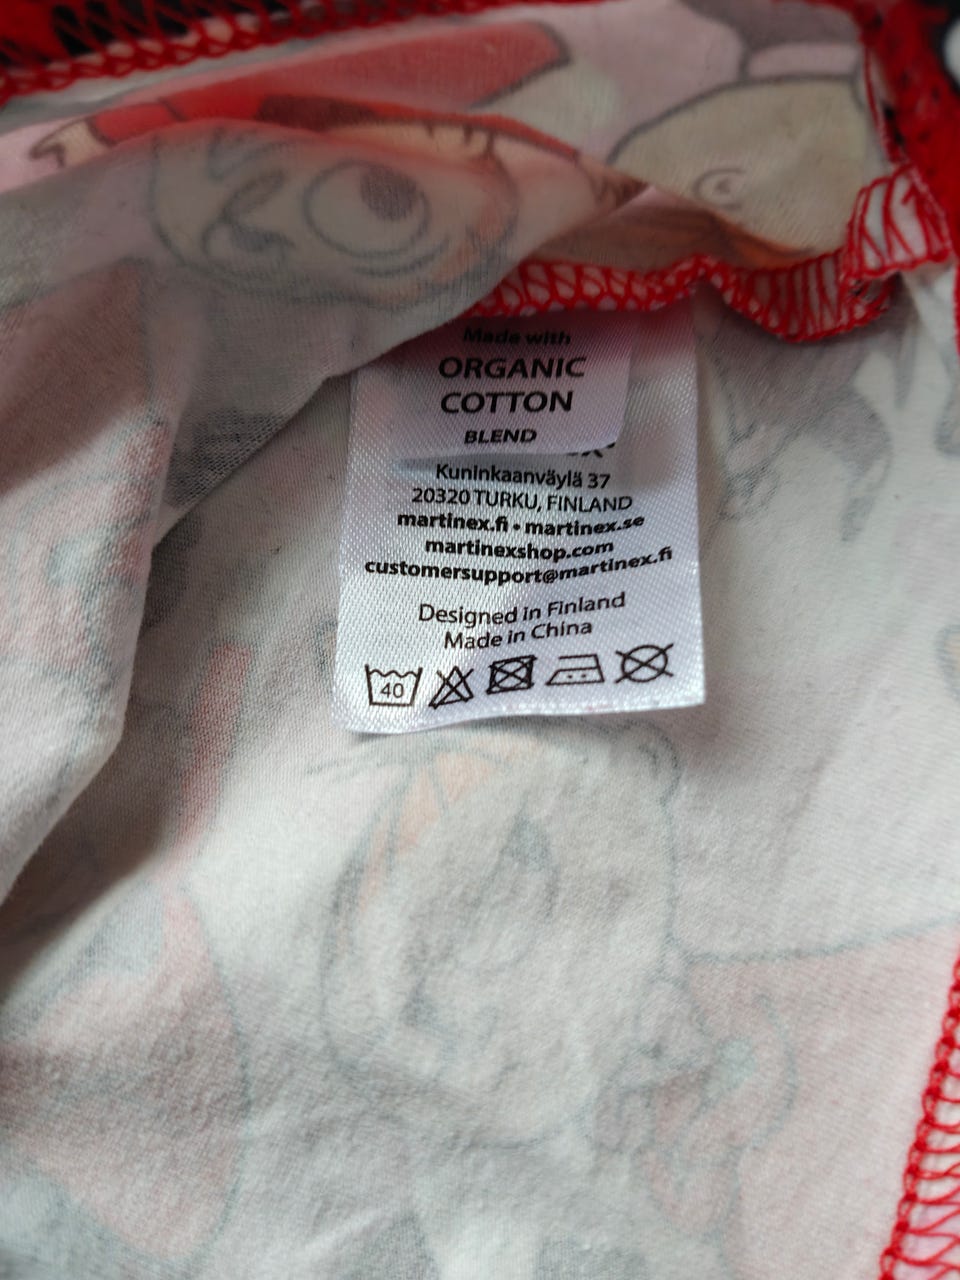 Made with
ORGANIC
COTTON
BLEND
Kuninkaanväylä 37
20320 TURKU, FINLAND
martinex.fi • martinex.se
martinexshop.com
customersupport@martinex.fi
Designed in Finland
Made in China
40